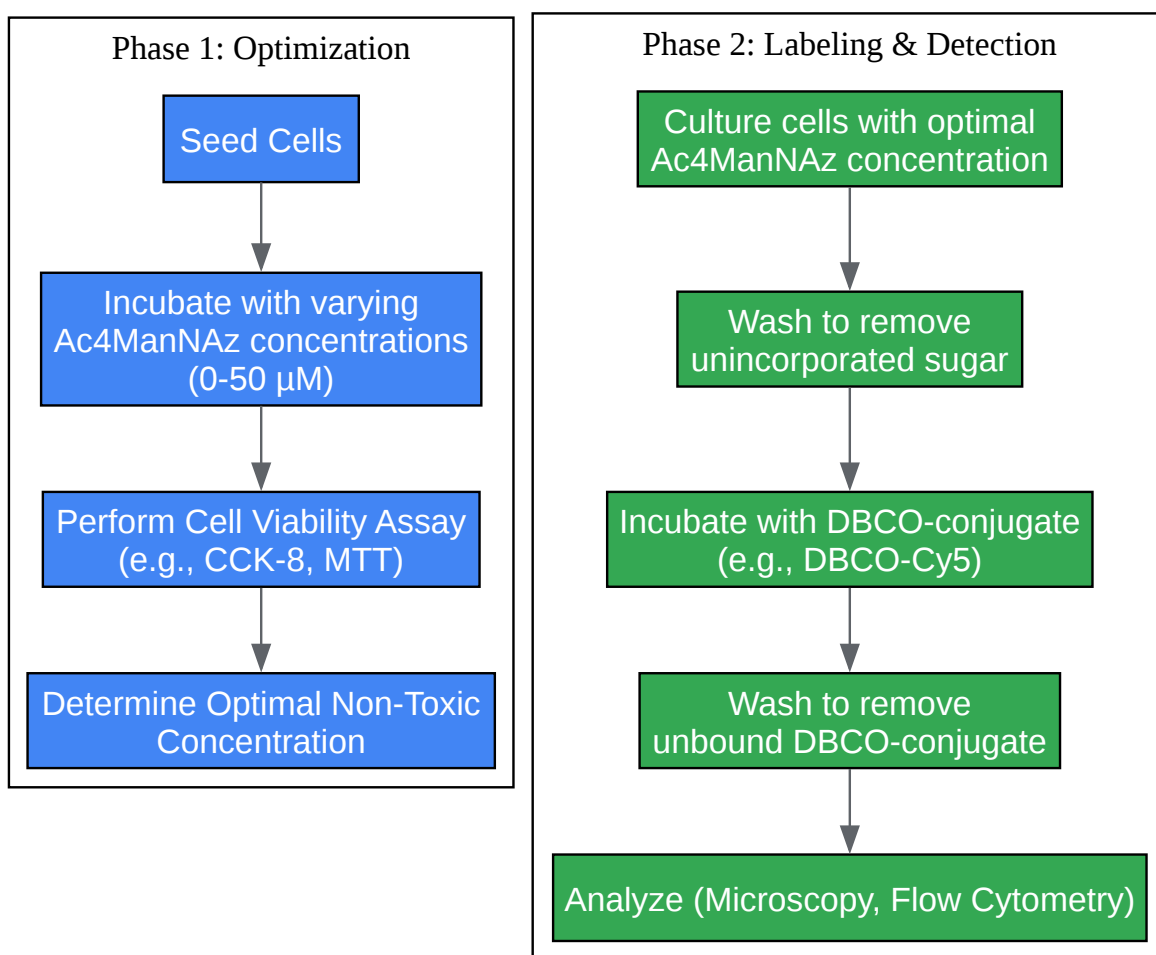 Phase 1: Optimization
Seed Cells
Incubate with varying
Ac4ManNAz concentrations
(0-50 µM)
Perform Cell Viability Assay
(e.g., CCK-8, MTT)
Determine Optimal Non-Toxic
Concentration
Phase 2: Labeling & Detection
Culture cells with optimal
Ac4ManNAz concentration
Wash to remove
unincorporated sugar
Incubate with DBCO-conjugate
(e.g., DBCO-Cy5)
Wash to remove
unbound DBCO-conjugate
Analyze (Microscopy, Flow Cytometry)